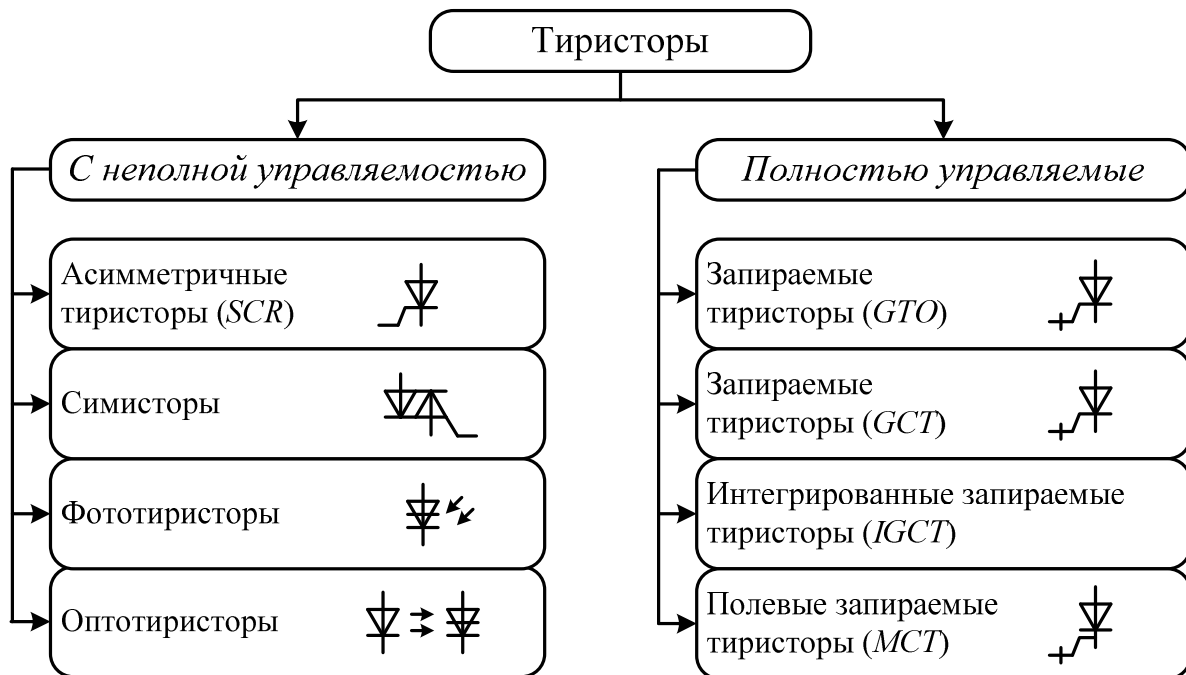 Тиристоры
С неполной управляемостью
Асимметричные
тиристоры (SCR)
Симисторы
Фототиристоры
Оптотиристоры
Полностью управляемые
Запираемые
тиристоры (GTO)
Запираемые
тиристоры (GCT)
Интегрированные запираемые
тиристоры (IGCT)
Полевые запираемые
тиристоры (MCT)